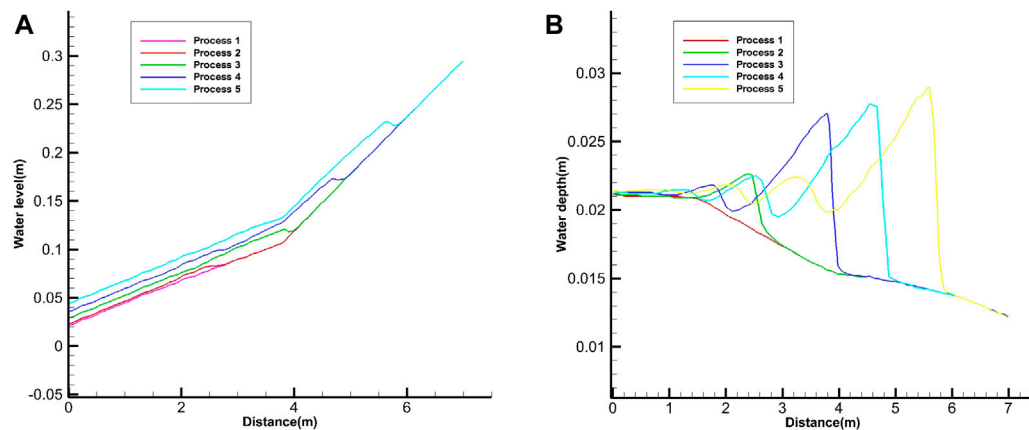 A
Process 1
Process 2
Process 3
Process 4
Process 5
Water level(m)
0.3
0.25
0.2
0.15
0.1
0.05
0
-0.05
0 2 4 6
Distance(m)
B
Process 1
Process 2
Process 3
Process 4
Process 5
Water depth(m)
0.03
0.025
0.02
0.015
0.01
0 1 2 3 4 5 6 7
Distance(m)